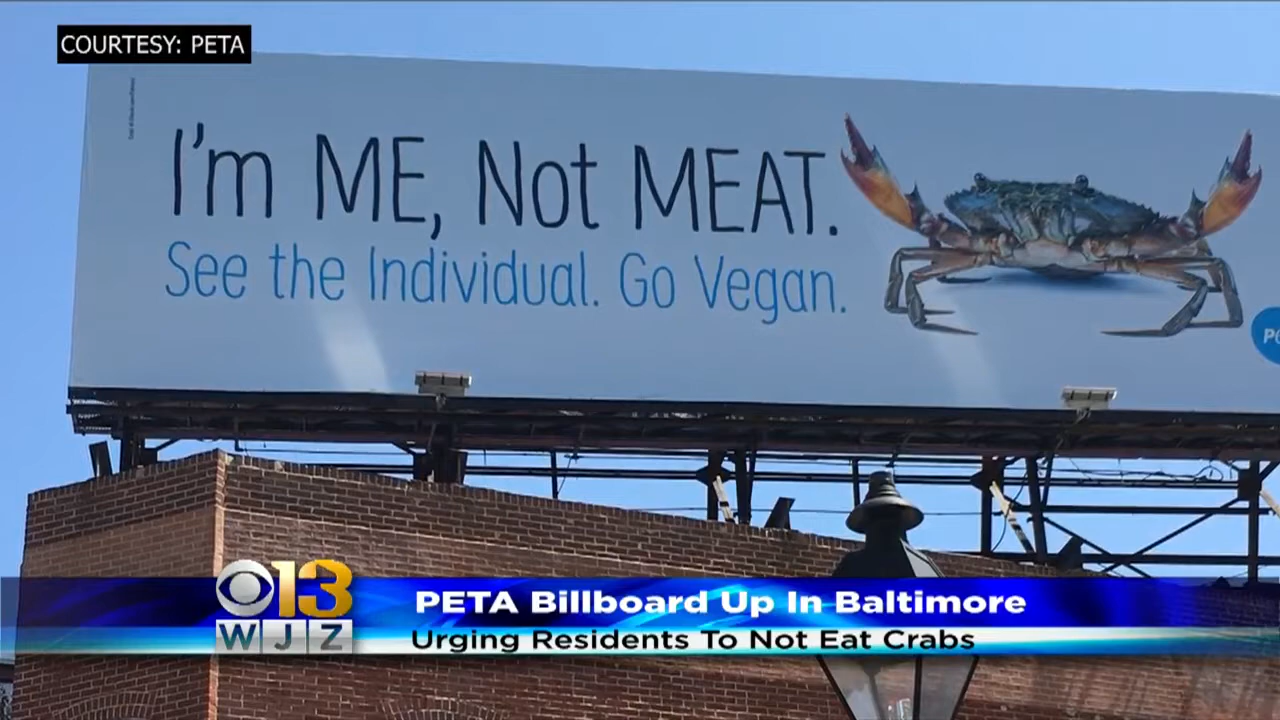 COURTESY: PETA
I'm ME, Not MEAT.
See the Individual. Go Vegan.
13
WJZ
PETA Billboard Up In Baltimore
Urging Residents To Not Eat Crabs